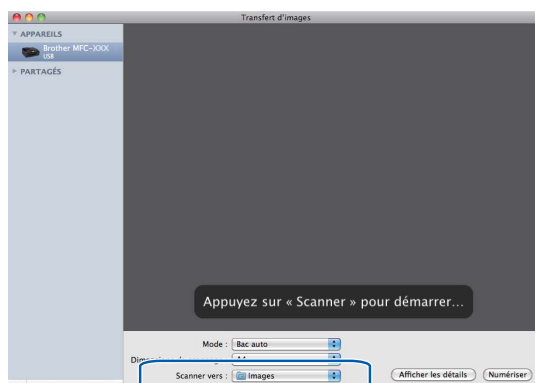 Transfert d'images
APPAREILS
Brother MFC-XXX
USB
PARTAGÉS
Appuyez sur « Scanner » pour démarrer...
Mode : Bac auto
Scanner vers : Images
Afficher les détails Numériser